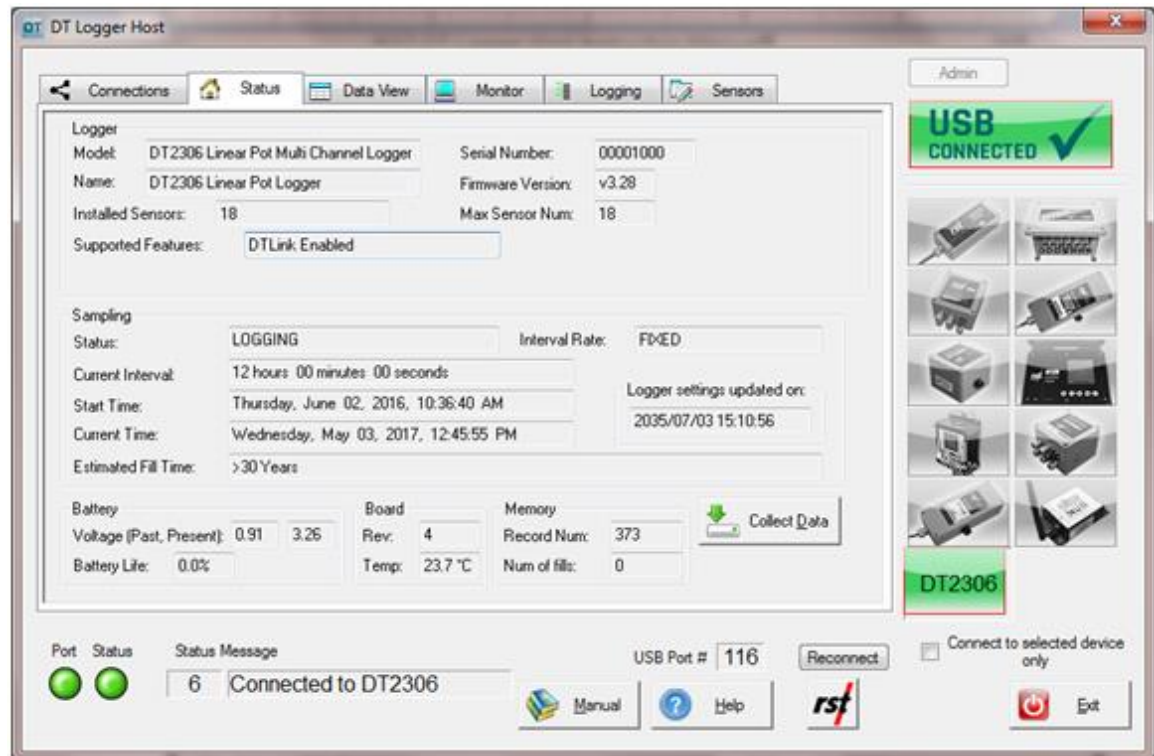 DT DT Logger Host
Connections Status Data View Monitor Logging Sensors
Admin
USB
CONNECTED
Logger
Model: DT2306 Linear Pot Multi Channel Logger Serial Number: 00001000
Name: DT2306 Linear Pot Logger Firmware Version: v3.28
Installed Sensors: 18 Max Sensor Num: 18
Supported Features: DTLink Enabled
Sampling
Status: LOGGING Interval Rate: FIXED
Current Interval: 12 hours 00 minutes 00 seconds
Logger settings updated on:
Start Time: Thursday, June 02, 2016, 10:36:40 AM
2035/07/03 15:10:56
Current Time: Wednesday, May 03, 2017, 12:45:55 PM
Estimated Fill Time: >30 Years
Battery Board Memory
Voltage (Past, Present): 0.91 3.26 Rev: 4 Record Num: 373 Collect Data
Battery Life: 0.0% Temp: 23.7 °C Num of fills: 0
DT2306
Port Status Status Message USB Port # 116 Reconnect Connect to selected device only
6 Connected to DT2306
Manual Help rst Exit